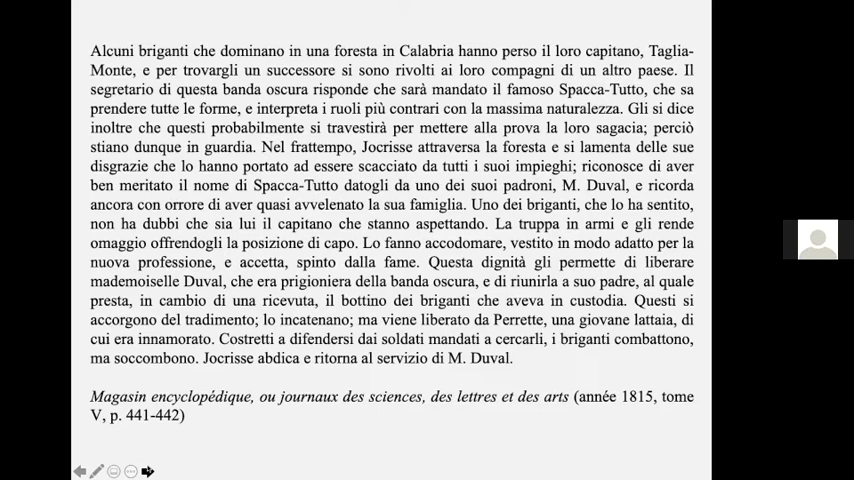 Alcuni briganti che dominano in una foresta in Calabria hanno perso il loro capitano, Taglia-
Monte, e per trovargli un successore si sono rivolti ai loro compagni di un altro paese. Il
segretario di questa banda oscura risponde che sarà mandato il famoso Spacca-Tutto, che sa
prendere tutte le forme, e interpreta i ruoli più contrari con la massima naturalezza. Gli si dice
inoltre che questi probabilmente si travestirà per mettere alla prova la loro sagacia; perciò
stiano dunque in guardia. Nel frattempo, Jocrisse attraversa la foresta e si lamenta delle sue
disgrazie che lo hanno portato ad essere scacciato da tutti i suoi impieghi; riconosce di aver
ben meritato il nome di Spacca-Tutto datogli da uno dei suoi padroni, M. Duval, e ricorda
ancora con orrore di aver quasi avvelenato la sua famiglia. Uno dei briganti, che lo ha sentito,
non ha dubbi che sia lui il capitano che stanno aspettando. La truppa in armi e gli rende
omaggio offrendogli la posizione di capo. Lo fanno accodomare, vestito in modo adatto per la
nuova professione, e accetta, spinto dalla fame. Questa dignità gli permette di liberare
mademoiselle Duval, che era prigioniera della banda oscura, e di riunirla a suo padre, al quale
presta, in cambio di una ricevuta, il bottino dei briganti che aveva in custodia. Questi si
accorgono del tradimento; lo incatenano; ma viene liberato da Perrette, una giovane lattaia, di
cui era innamorato. Costretti a difendersi dai soldati mandati a cercarli, i briganti combattono,
ma soccombono. Jocrisse abdica e ritorna al servizio di M. Duval.
Magasin encyclopédique, ou journaux des sciences, des lettres et des arts (année 1815, tome
V, p. 441-442)